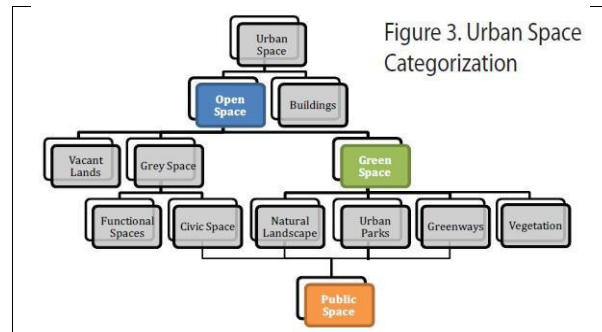 Figure 3. Urban Space
Categorization
Urban
Space
Open
Space
Buildings
Vacant
Lands
Grey Space
Green
Space
Functional
Spaces
Civic Space
Natural
Landscape
Urban
Parks
Greenways
Vegetation
Public
Space